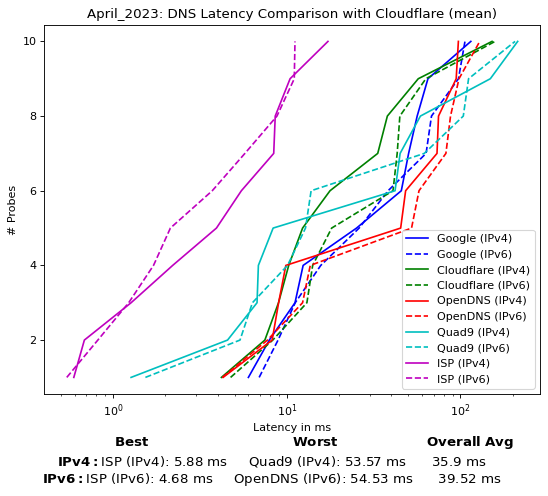 April_2023: DNS Latency Comparison with Cloudflare (mean)
10
8
6
4
2
# Probes
Google (IPv4)
Google (IPv6)
Cloudflare (IPv4)
Cloudflare (IPv6)
OpenDNS (IPv4)
OpenDNS (IPv6)
Quad9 (IPv4)
Quad9 (IPv6)
ISP (IPv4)
ISP (IPv6)
10⁰ 10¹ 10²
Latency in ms
Best Worst Overall Avg
IPv4: ISP (IPv4): 5.88 ms Quad9 (IPv4): 53.57 ms 35.9 ms
IPv6: ISP (IPv6): 4.68 ms OpenDNS (IPv6): 54.53 ms 39.52 ms